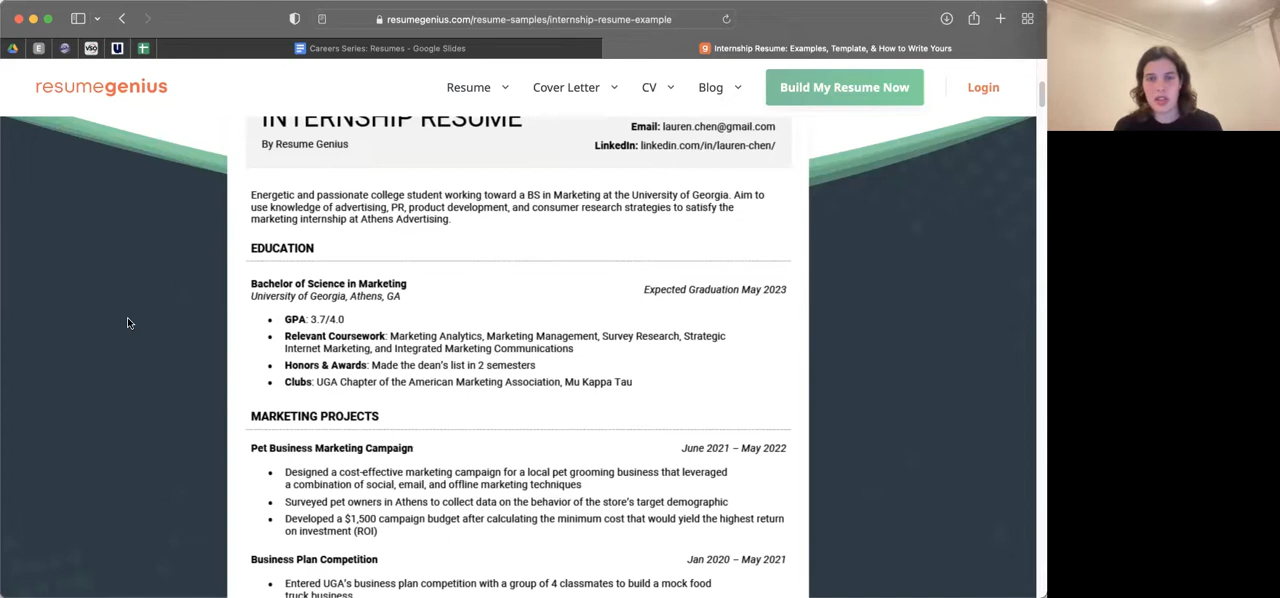 resumegenius.com/resume-samples/internship-resume-example
E
VSO
U
Careers Series: Resumes - Google Slides
g
Internship Resume: Examples, Template, & How to Write Yours
resumegenius
Resume
Cover Letter
CV
Blog
Build My Resume Now
Login
INTERNSHIP RESUME
By Resume Genius
Email: lauren.chen@gmail.com
LinkedIn: linkedin.com/in/lauren-chen/
Energetic and passionate college student working toward a BS in Marketing at the University of Georgia. Aim to
use knowledge of advertising, PR, product development, and consumer research strategies to satisfy the
marketing internship at Athens Advertising.
EDUCATION
Bachelor of Science in Marketing
University of Georgia, Athens, GA
Expected Graduation May 2023
• GPA: 3.7/4.0
• Relevant Coursework: Marketing Analytics, Marketing Management, Survey Research, Strategic
Internet Marketing, and Integrated Marketing Communications
• Honors & Awards: Made the dean's list in 2 semesters
• Clubs: UGA Chapter of the American Marketing Association, Mu Kappa Tau
MARKETING PROJECTS
Pet Business Marketing Campaign
June 2021 – May 2022
• Designed a cost-effective marketing campaign for a local pet grooming business that leveraged
a combination of social, email, and offline marketing techniques
• Surveyed pet owners in Athens to collect data on the behavior of the store's target demographic
• Developed a $1,500 campaign budget after calculating the minimum cost that would yield the highest return
on investment (ROI)
Business Plan Competition
Jan 2020 – May 2021
• Entered UGA's business plan competition with a group of 4 classmates to build a mock food
truck business